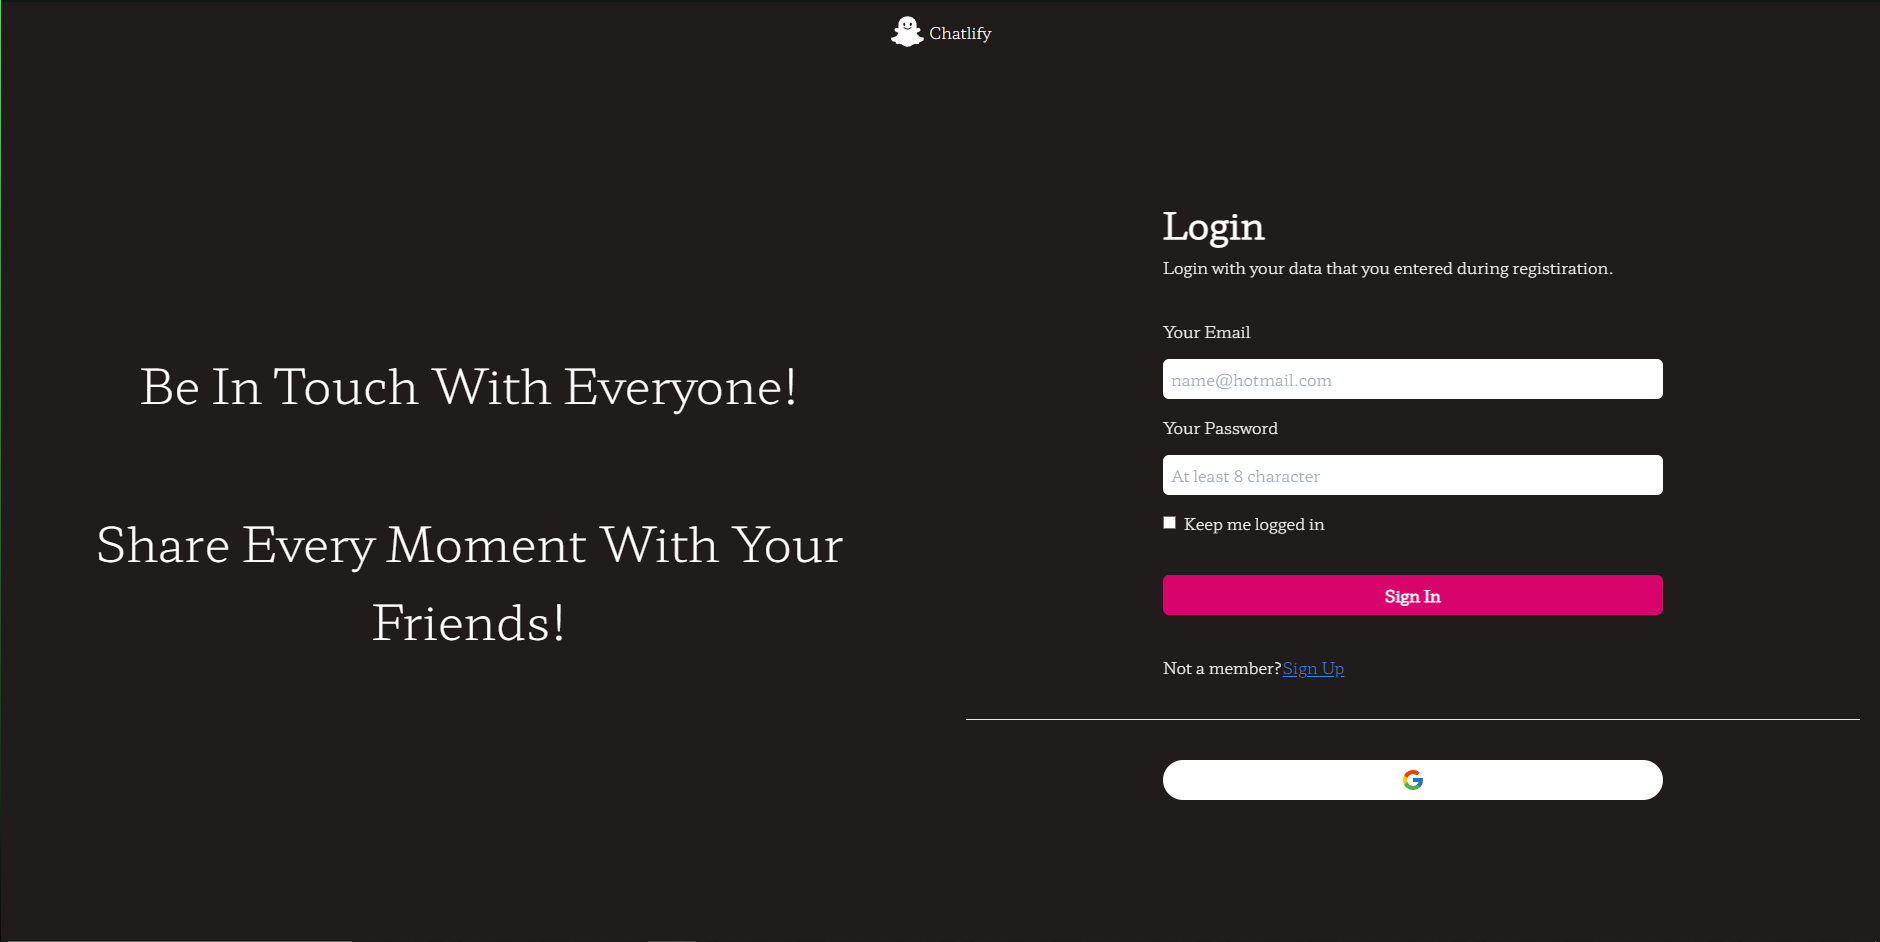 Chatlify
Be In Touch With Everyone!
Share Every Moment With Your
Friends!
Login
Login with your data that you entered during registiration.
Your Email
name@hotmail.com
Your Password
At least 8 character
Keep me logged in
Sign In
Not a member?Sign Up